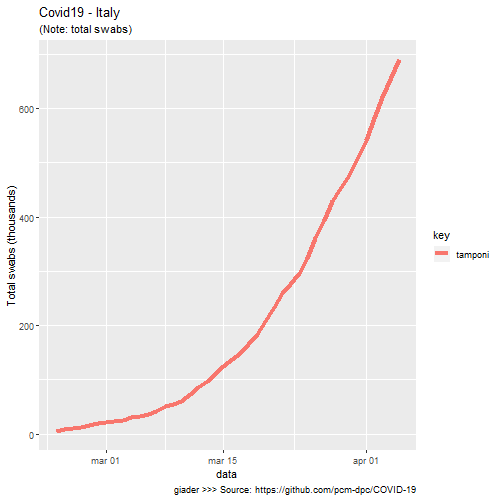 Covid19 - Italy
(Note: total swabs)
Total swabs (thousands)
600
400
200
0
mar 01
mar 15
apr 01
data
key
tamponi
giader >>> Source: https://github.com/pcm-dpc/COVID-19